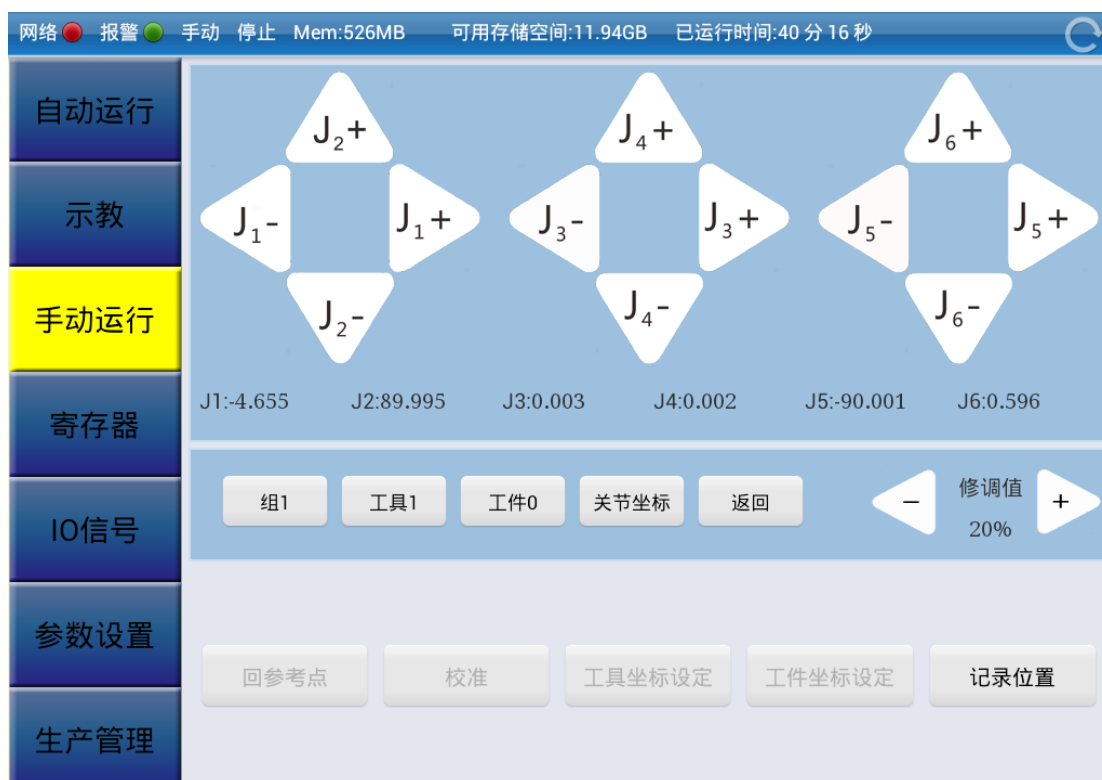 网络 报警 手动 停止 Mem:526MB 可用存储空间:11.94GB 已运行时间:40 分 16 秒
自动运行
示教
手动运行
寄存器
IO信号
参数设置
生产管理
J2+ J4+ J6+
J1- J1+ J3- J3+ J5- J5+
J2- J4- J6-
J1:-4.655 J2:89.995 J3:0.003 J4:0.002 J5:-90.001 J6:0.596
组1 工具1 工件0 关节坐标 返回 - 修调值 +
20%
回参考点 校准 工具坐标设定 工件坐标设定 记录位置